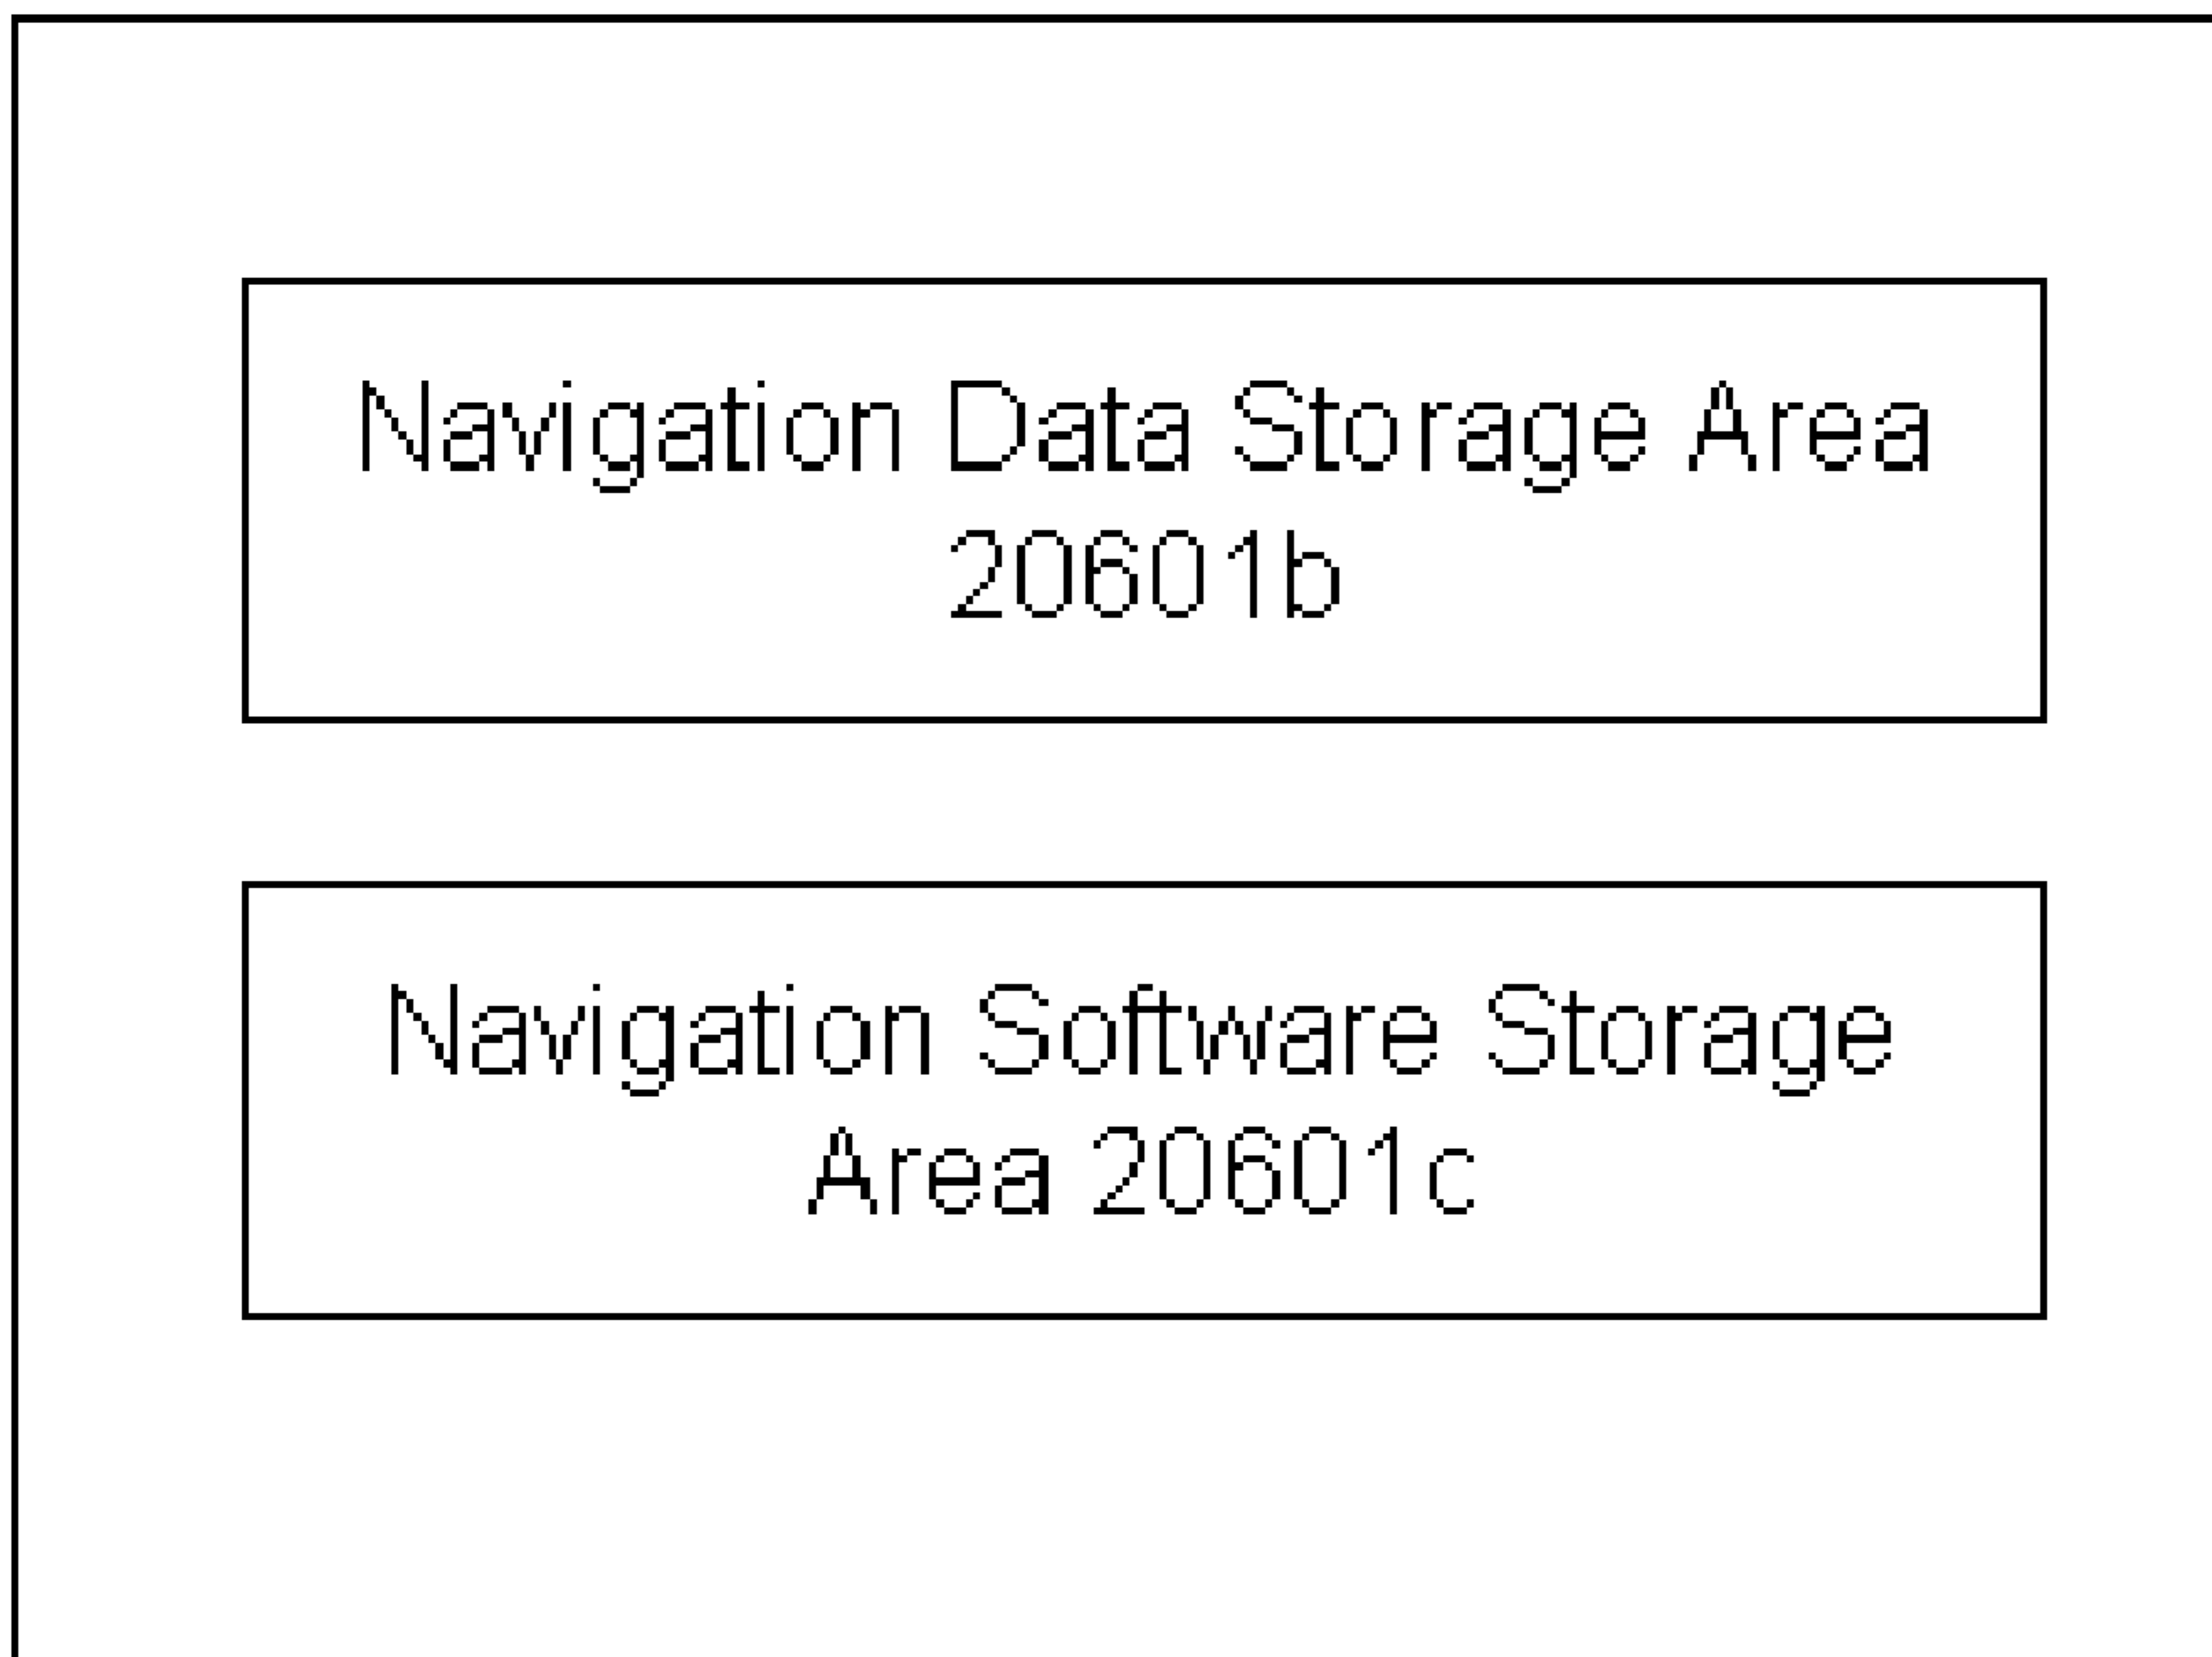 Navigation Data Storage Area
20601b
Navigation Software Storage
Area 20601c